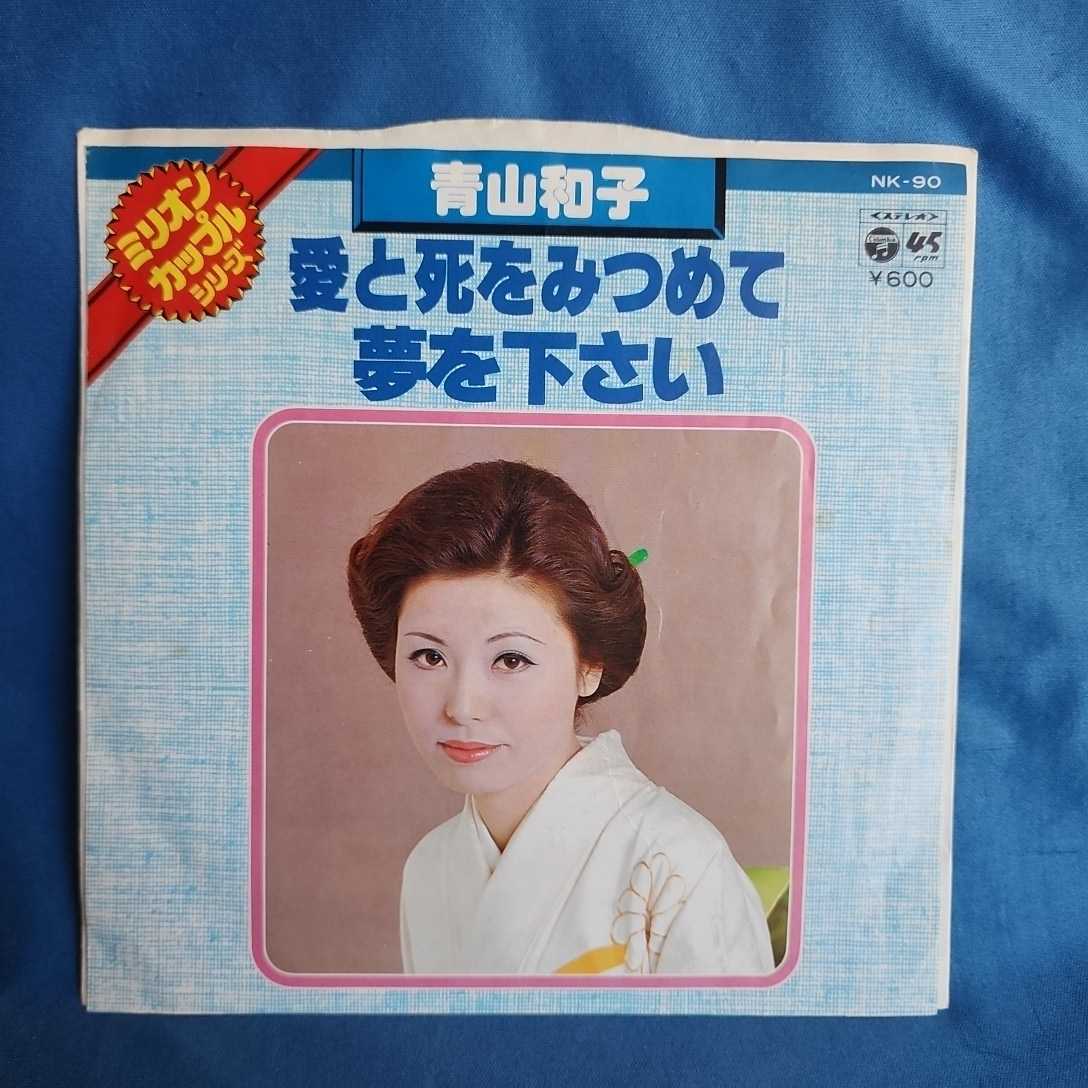 ミリオン
カップル
シリーズ
青山和子
愛と死をみつめて
夢を下さい
NK-90
<ステレオ>
Columbia
45
rpm
¥600